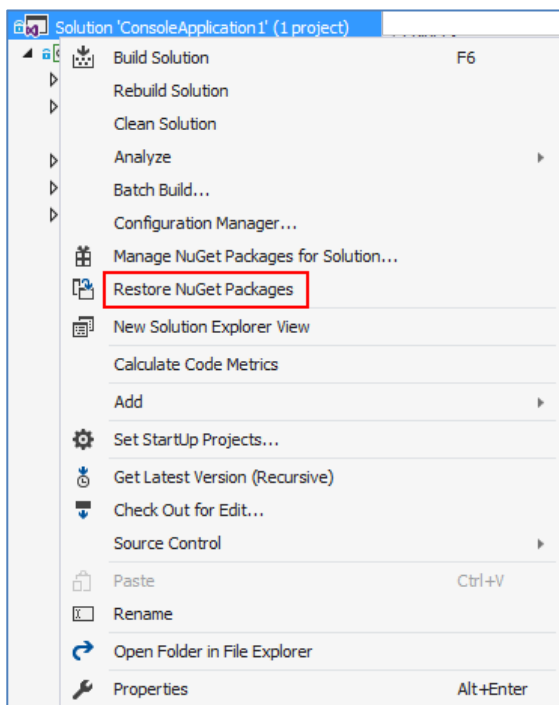 Solution 'ConsoleApplication1' (1 project)
Build Solution F6
Rebuild Solution
Clean Solution
Analyze
Batch Build...
Configuration Manager...
Manage NuGet Packages for Solution...
Restore NuGet Packages
New Solution Explorer View
Calculate Code Metrics
Add
Set StartUp Projects...
Get Latest Version (Recursive)
Check Out for Edit...
Source Control
Paste Ctrl+V
Rename
Open Folder in File Explorer
Properties Alt+Enter